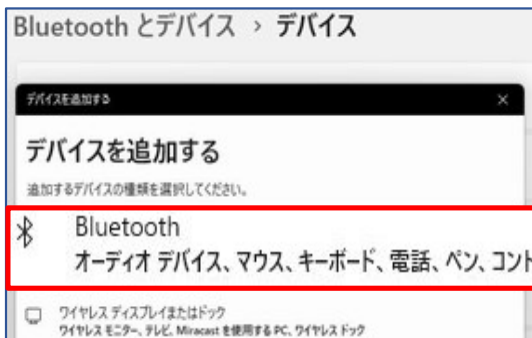 Bluetooth とデバイス › デバイス
デバイスを追加する
デバイスを追加する
追加するデバイスの種類を選択してください。
Bluetooth
オーディオ デバイス、マウス、キーボード、電話、ペン、コント
ワイヤレス ディスプレイまたはドック
ワイヤレス モニター、テレビ、Miracast を使用する PC、ワイヤレス ドック